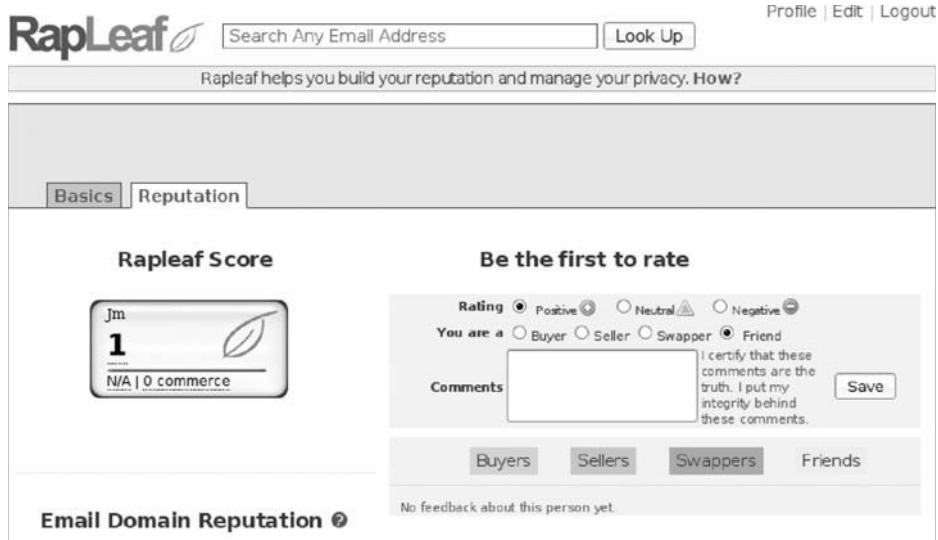 Profile | Edit | Logout
RapLeaf
Search Any Email Address
Look Up
Rapleaf helps you build your reputation and manage your privacy. How?
Basics
Reputation
Rapleaf Score
Jm
1
N/A | 0 commerce
Email Domain Reputation ?
Be the first to rate
Rating Positive Neutral Negative
You are a Buyer Seller Swapper Friend
Comments
I certify that these
comments are the
truth. I put my
integrity behind
these comments.
Save
Buyers Sellers Swappers Friends
No feedback about this person yet.